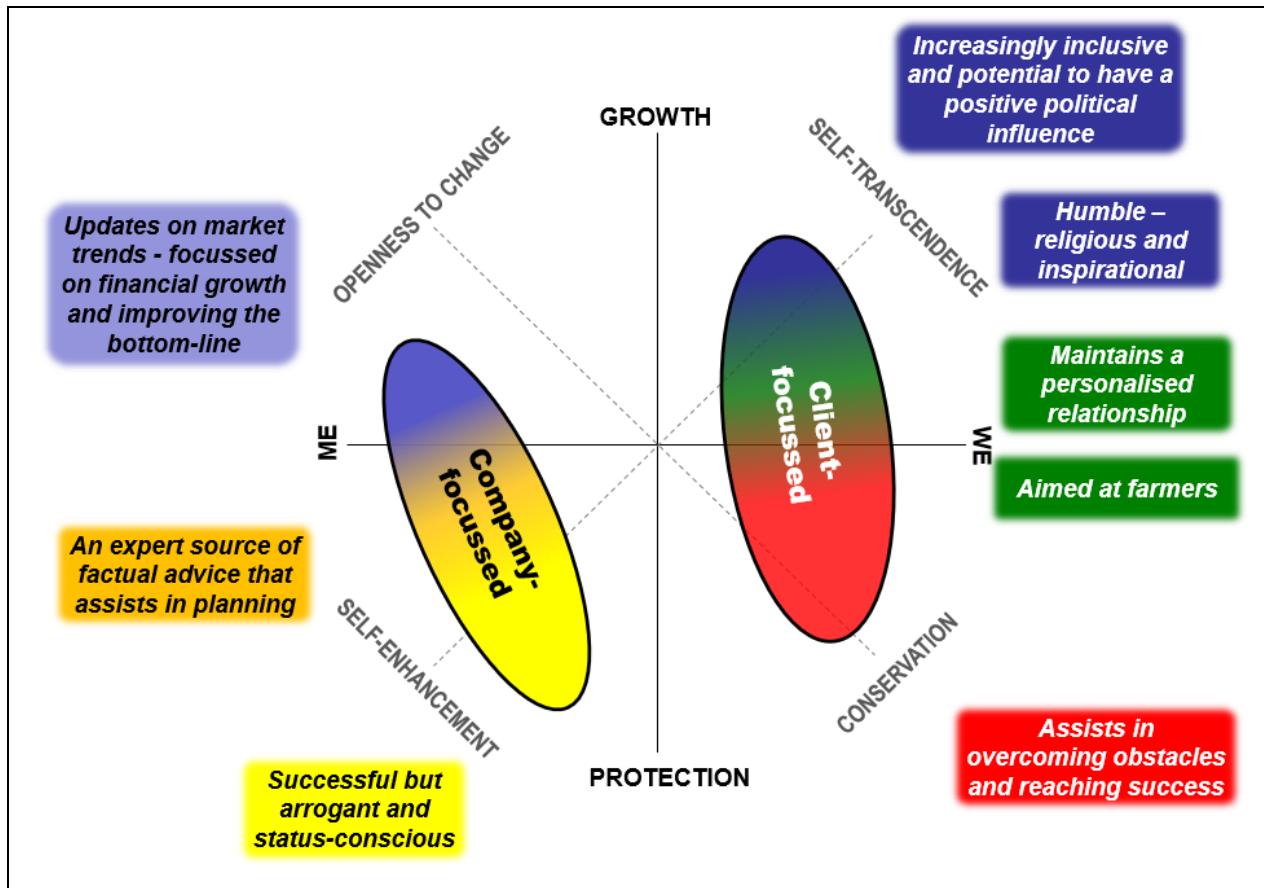 Increasingly inclusive
and potential to have a
positive political
influence
GROWTH
OPENNESS TO CHANGE
SELF-TRANSCENDENCE
Updates on market
trends - focussed
on financial growth
and improving the
bottom-line
Humble –
religious and
inspirational
Maintains a
personalised
relationship
ME
Company-
focussed
Client-
focussed
WE
Aimed at farmers
An expert source of
factual advice that
assists in planning
SELF-ENHANCEMENT
CONSERVATION
Successful but
arrogant and
status-conscious
PROTECTION
Assists in
overcoming obstacles
and reaching success